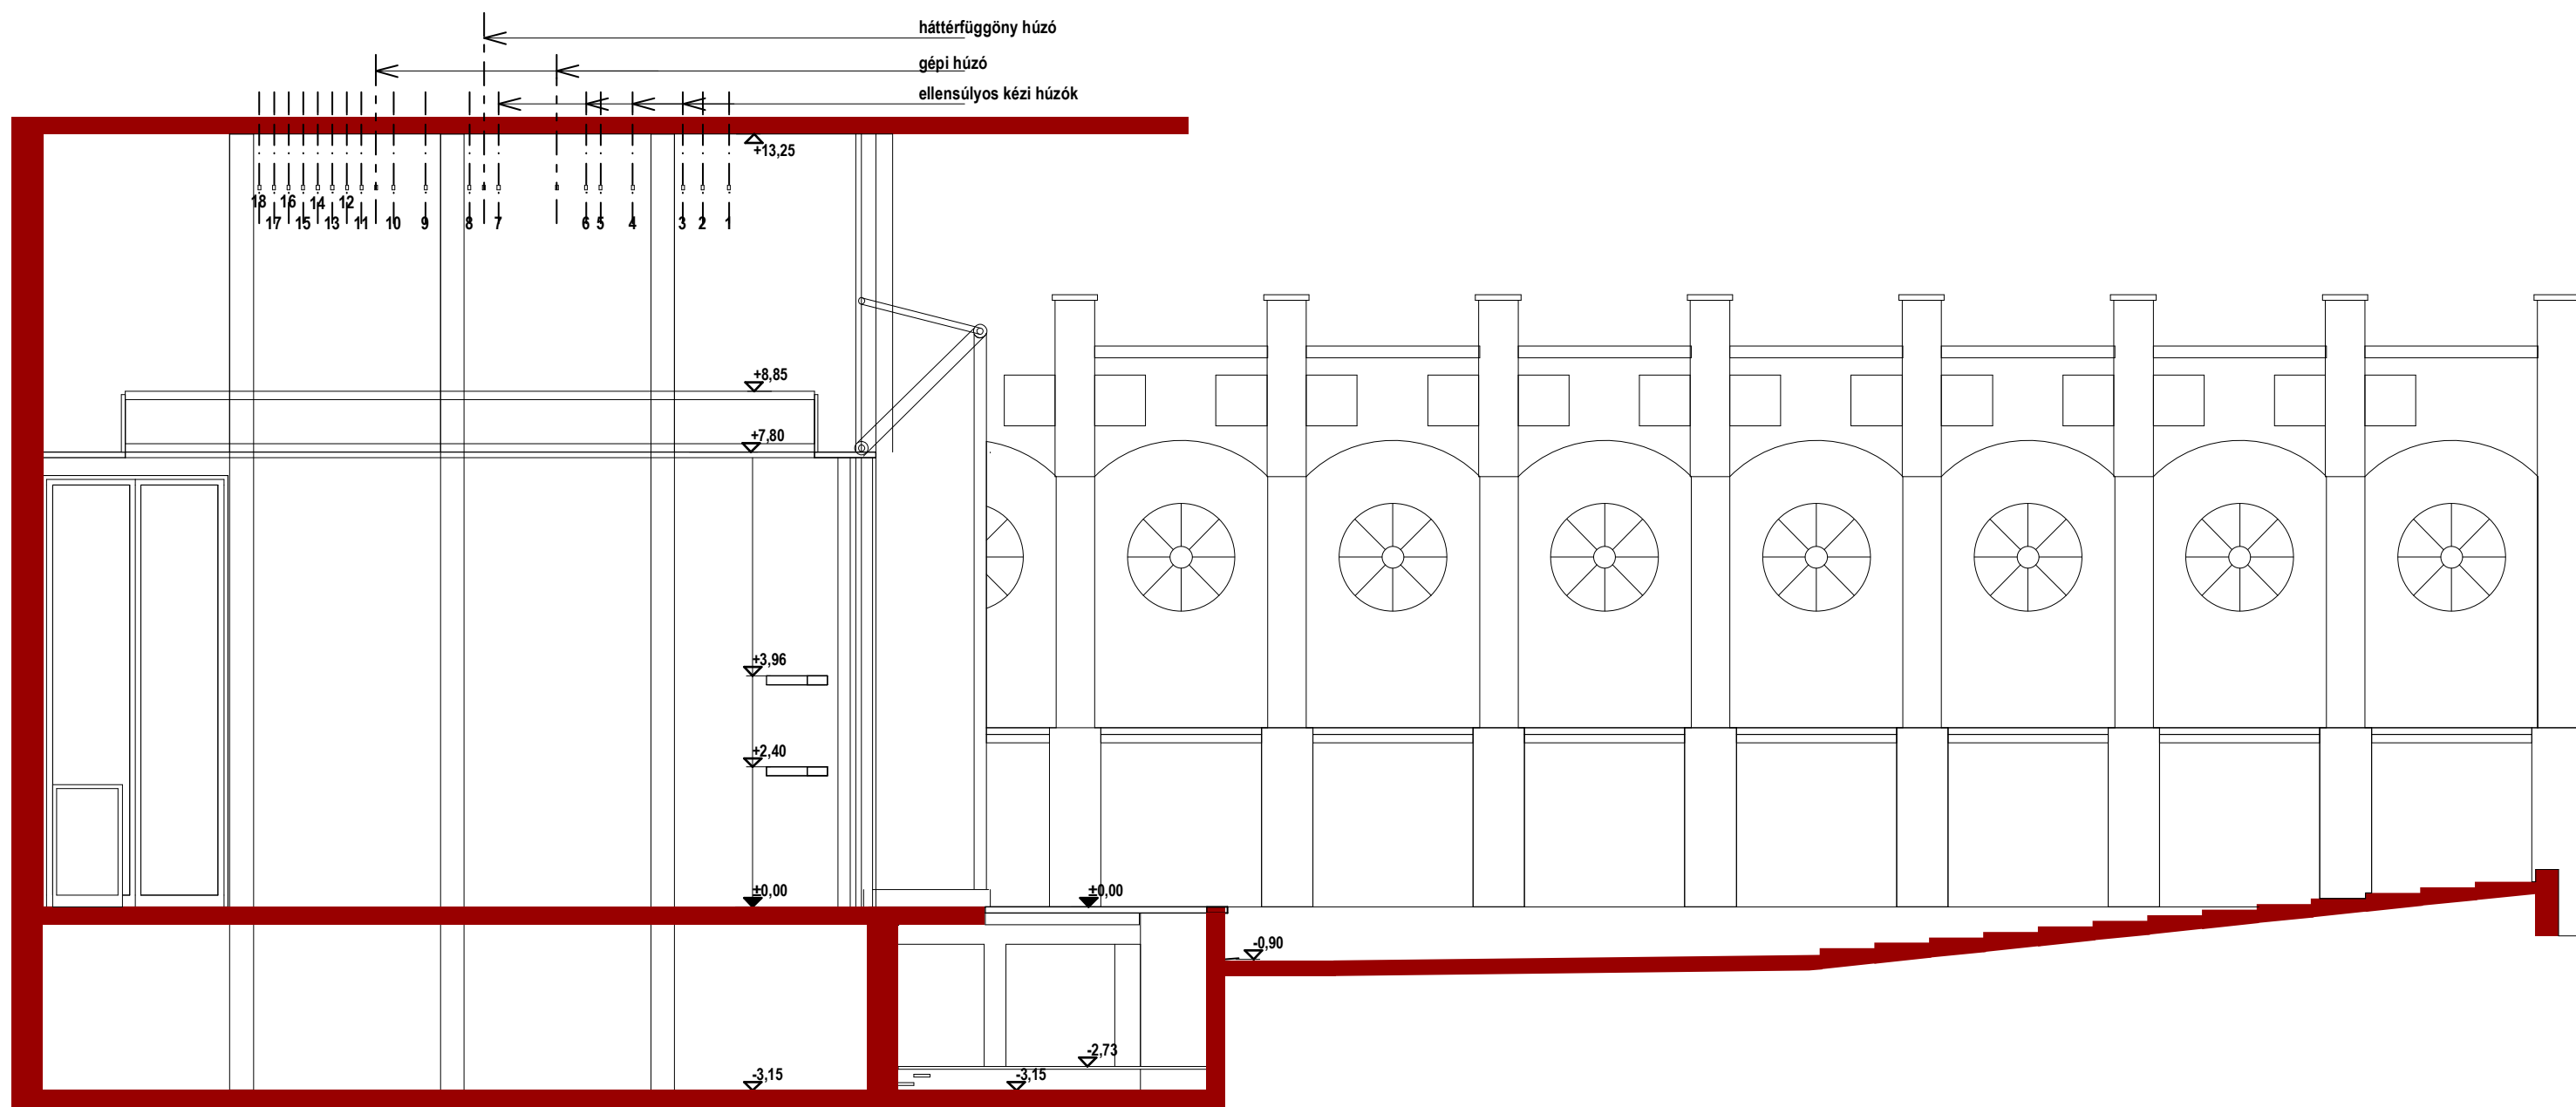 háttérfüggöny húzó
gépi húzó
ellensúlyos kézi húzók
+13,25
18 16 14 12
17 15 13 11 10 9 8 7 6 5 4 3 2 1
+8,85
+7,80
+3,96
+2,40
±0,00 ±0,00
-0,90
-2,73
-3,15 -3,15